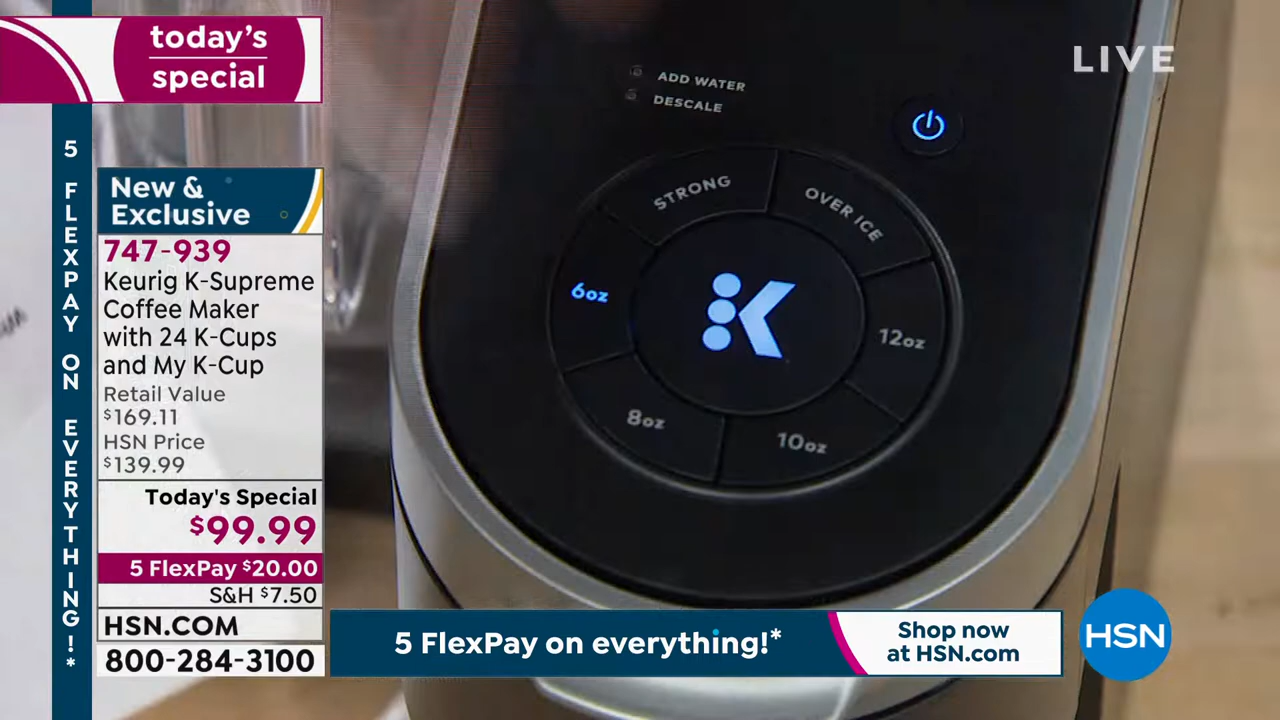 today's
special
LIVE
5 FLEXPAY ON EVERYTHING!*
New &
Exclusive
747-939
Keurig K-Supreme
Coffee Maker
with 24 K-Cups
and My K-Cup
Retail Value
$169.11
HSN Price
$139.99
Today's Special
$99.99
5 FlexPay $20.00
S&H $7.50
HSN.COM
800-284-3100
ADD WATER
DESCALE
STRONG
OVER ICE
6oz
K
12oz
8oz
10oz
5 FlexPay on everything!*
Shop now
at HSN.com
HSN